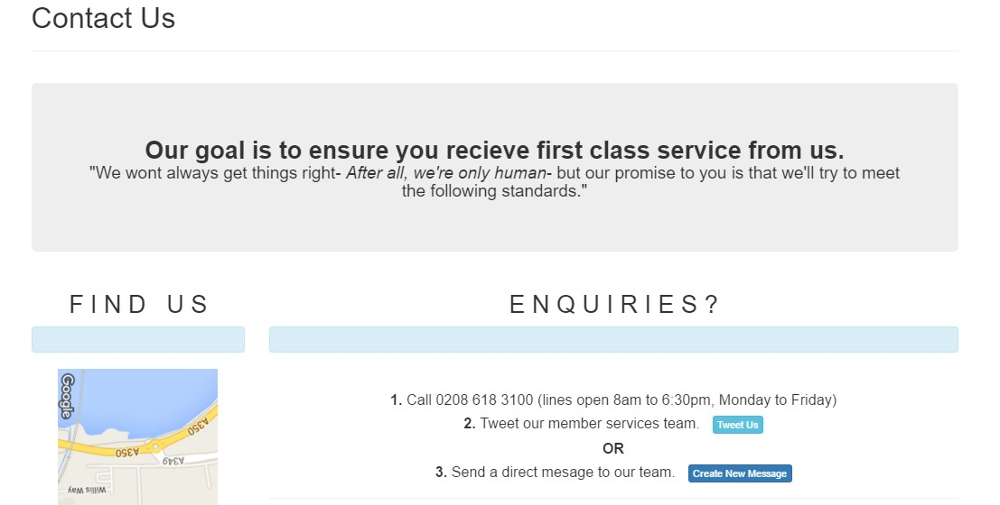 Contact Us
Our goal is to ensure you recieve first class service from us.
"We wont always get things right- After all, we're only human- but our promise to you is that we'll try to meet
the following standards."
FIND US
ENQUIRIES?
Google
A350
A350
A349
Willis Way
1. Call 0208 618 3100 (lines open 8am to 6:30pm, Monday to Friday)
2. Tweet our member services team. Tweet Us
OR
3. Send a direct mesage to our team. Create New Message